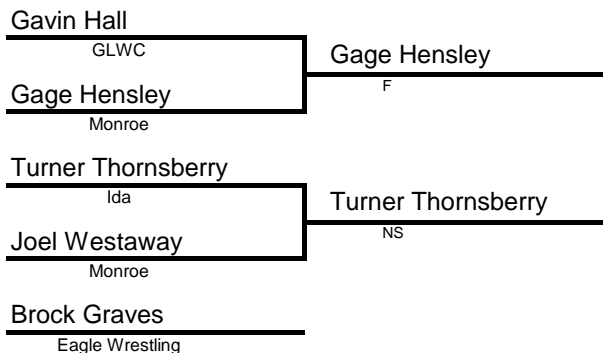 Gavin Hall
GLWC
Gage Hensley
F
Gage Hensley
Monroe
Turner Thornsberry
Ida
Turner Thornsberry
NS
Joel Westaway
Monroe
Brock Graves
Eagle Wrestling